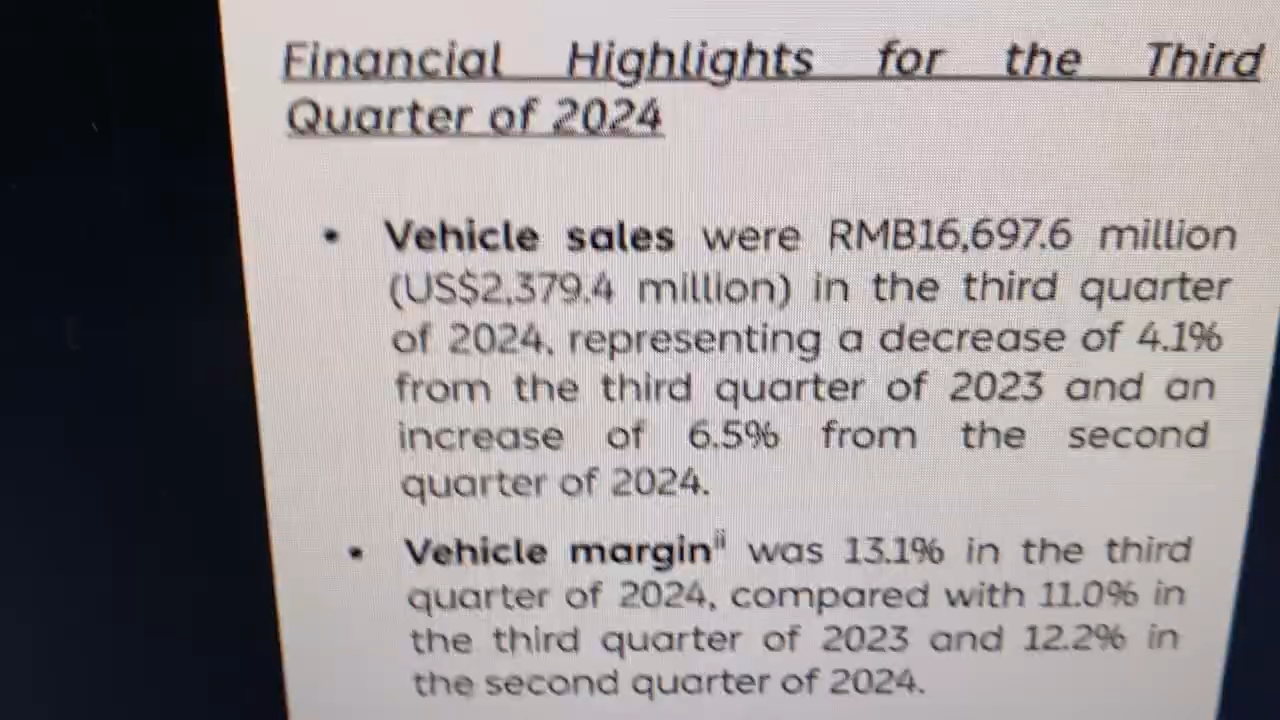 Financial Highlights for the Third
Quarter of 2024
• Vehicle sales were RMB16,697.6 million
(US$2,379.4 million) in the third quarter
of 2024, representing a decrease of 4.1%
from the third quarter of 2023 and an
increase of 6.5% from the second
quarter of 2024.
• Vehicle marginⁱⁱ was 13.1% in the third
quarter of 2024, compared with 11.0% in
the third quarter of 2023 and 12.2% in
the second quarter of 2024.